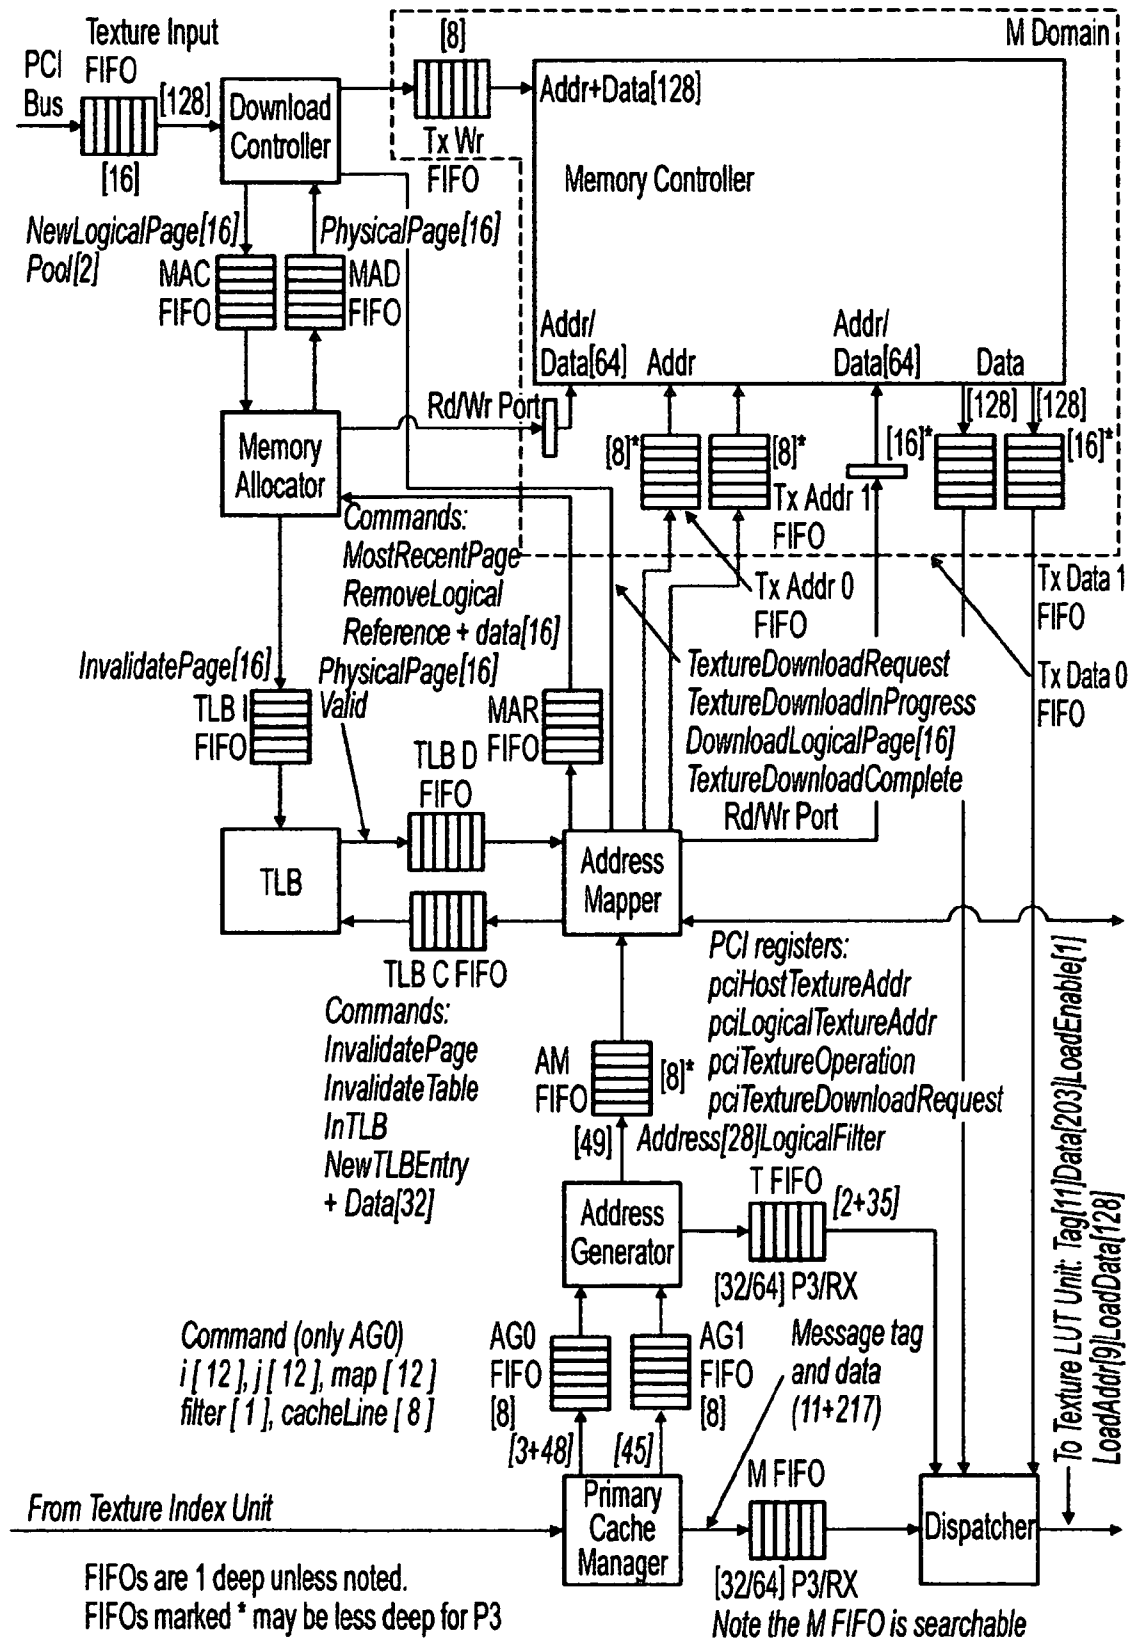 Texture Input
FIFO
PCI
Bus
[128]
[16]
Download
Controller
[8]
Tx Wr
FIFO
M Domain
Addr+Data[128]
Memory Controller
NewLogicalPage[16]
Pool[2]
PhysicalPage[16]
MAC
FIFO
MAD
FIFO
Addr/
Data[64]
Addr
Addr/
Data[64]
Data
Rd/Wr Port
[128]
[128]
[8]*
[8]*
[16]*
[16]*
Memory
Allocator
Tx Addr 1
FIFO
Commands:
MostRecentPage
RemoveLogical
Reference + data[16]
Tx Addr 0
FIFO
Tx Data 1
FIFO
InvalidatePage[16]
PhysicalPage[16]
Valid
TextureDownloadRequest
TextureDownloadInProgress
DownloadLogicalPage[16]
TextureDownloadComplete
Tx Data 0
FIFO
TLB I
FIFO
MAR
FIFO
TLB D
FIFO
Rd/Wr Port
TLB
Address
Mapper
TLB C FIFO
Commands:
InvalidatePage
InvalidateTable
InTLB
NewTLBEntry
+ Data[32]
PCI registers:
pciHostTextureAddr
pciLogicalTextureAddr
pciTextureOperation
pciTextureDownloadRequest
AM
FIFO
[8]*
[49]
Address[28]LogicalFilter
T FIFO
[2+35]
Address
Generator
[32/64] P3/RX
Command (only AG0)
i [ 12 ], j [ 12 ], map [ 12 ]
filter [ 1 ], cacheLine [ 8 ]
AG0
FIFO
[8]
AG1
FIFO
[8]
Message tag
and data
(11+217)
[3+48]
[45]
M FIFO
From Texture Index Unit
Primary
Cache
Manager
Dispatcher
[32/64] P3/RX
Note the M FIFO is searchable
To Texture LUT Unit: Tag[11]Data[203]LoadEnable[1]
LoadAddr[9]LoadData[128]
FIFOs are 1 deep unless noted.
FIFOs marked * may be less deep for P3